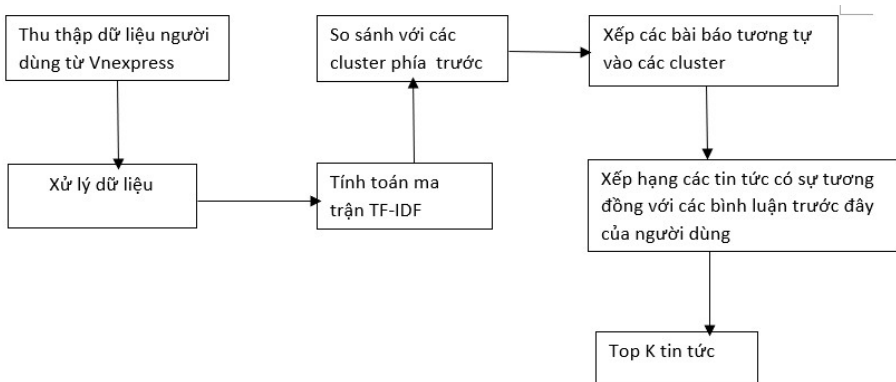 Thu thập dữ liệu người
dùng từ Vnexpress
Xử lý dữ liệu
Tính toán ma
trận TF-IDF
So sánh với các
cluster phía trước
Xếp các bài báo tương tự
vào các cluster
Xếp hạng các tin tức có sự tương
đồng với các bình luận trước đây
của người dùng
Top K tin tức